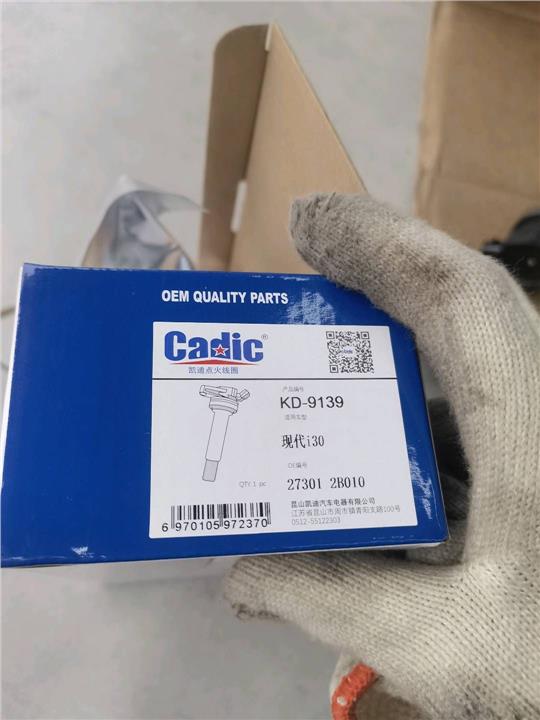 OEM QUALITY PARTS
Cadic®
凯迪点火线圈
产品编号
KD-9139
适用车型
现代i30
QTY.1 pc
OE编号
27301 2B010
6 970105 972370
昆山凯迪汽车电器有限公司
江苏省昆山市周市镇青阳支路100号
0512-55122303